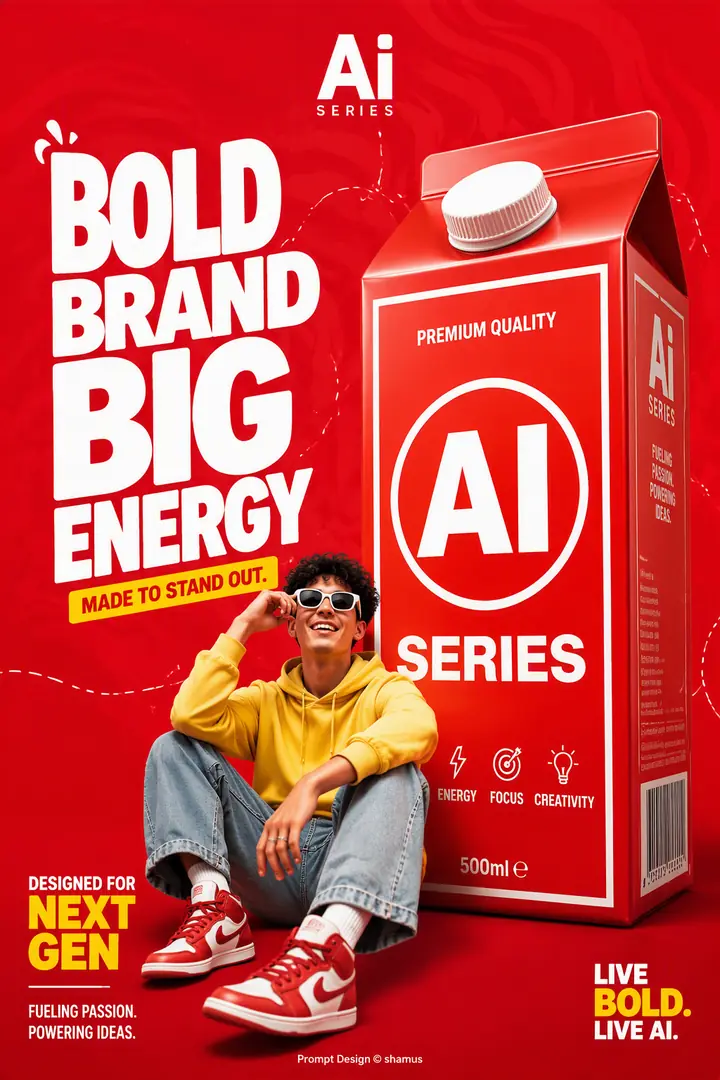 Ai
SERIES
BOLD
BRAND
BIG
ENERGY
MADE TO STAND OUT.
PREMIUM QUALITY
AI
SERIES
ENERGY
FOCUS
CREATIVITY
500ml ℮
Ai
SERIES
FUELING
PASSION.
POWERING
IDEAS.
DESIGNED FOR
NEXT
GEN
FUELING PASSION.
POWERING IDEAS.
LIVE
BOLD.
LIVE AI.
Prompt Design © shamus